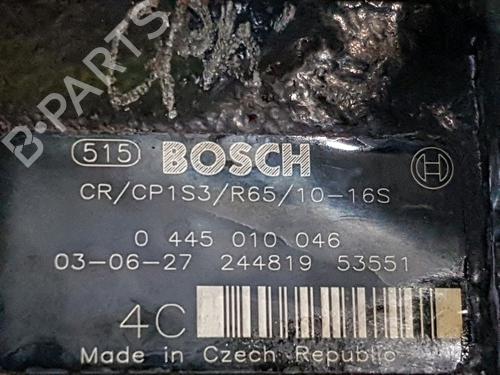 B-PARTS
515 BOSCH
CR/CP1S3/R65/10-16S
0 445 010 046
03-06-27 244819 53551
4C
Made in Czech Republic